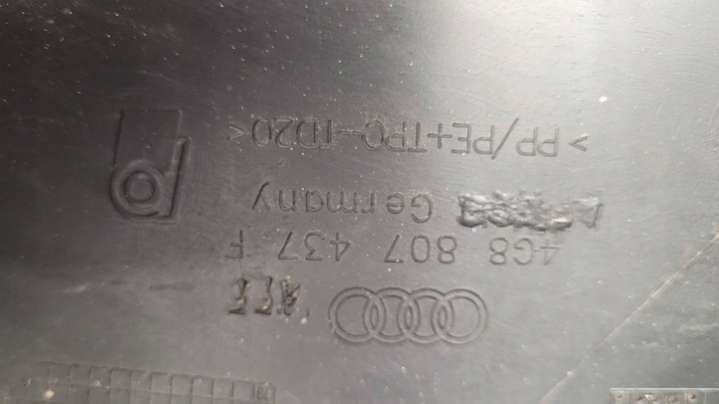 4G8 807 437 F
Germany
>PP/PE+TPO-TD20<